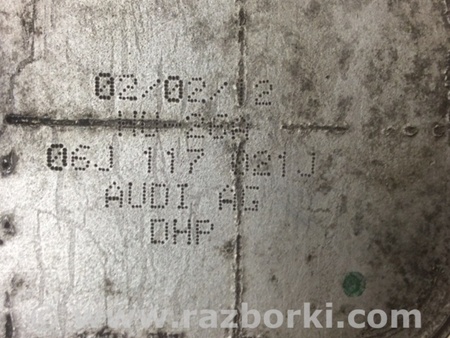 02/02/12
06J 117 021J
AUDI AG
DHP
www.razborki.com